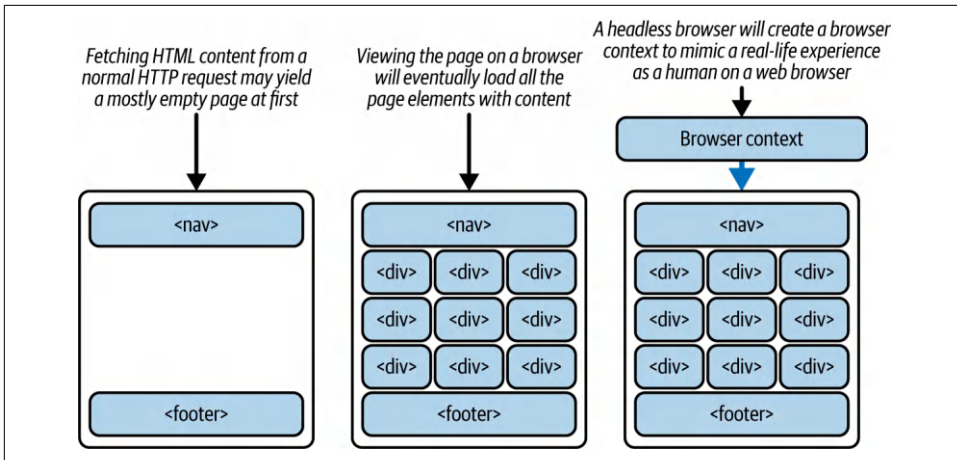 Fetching HTML content from a
normal HTTP request may yield
a mostly empty page at first
Viewing the page on a browser
will eventually load all the
page elements with content
A headless browser will create a browser
context to mimic a real-life experience
as a human on a web browser
Browser context
<nav>
<footer>
<nav>
<div> <div> <div>
<div> <div> <div>
<div> <div> <div>
<footer>
<nav>
<div> <div> <div>
<div> <div> <div>
<div> <div> <div>
<footer>